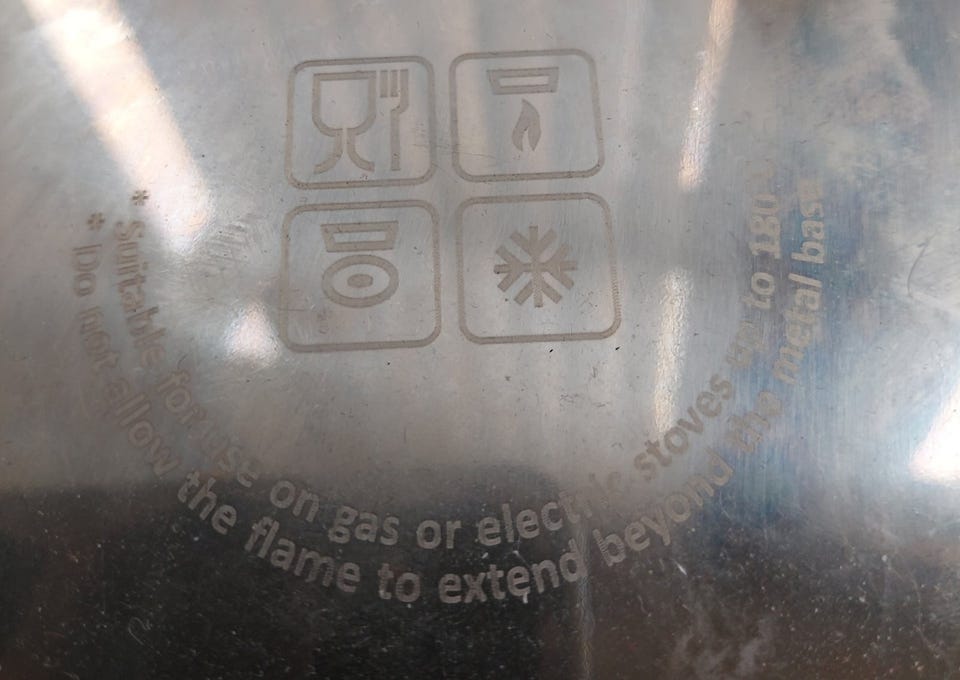 * Suitable for use on gas or electric stoves up to 180°
* Do not allow the flame to extend beyond the metal base